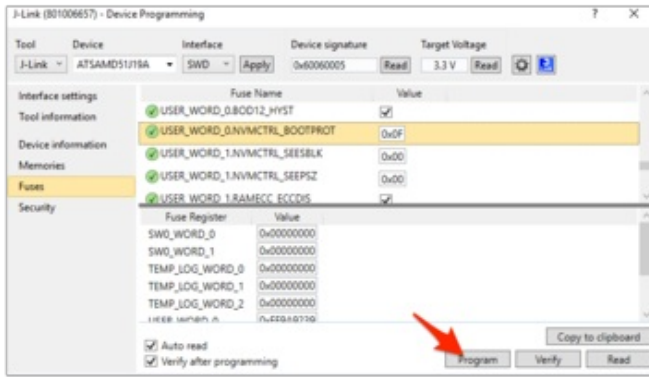 J-Link (801006657) - Device Programming ? ×
Tool Device Interface Device signature Target Voltage
J-Link ATSAMD51J19A SWD Apply 0x60060005 Read 3.3 V Read
Interface settings
Tool information
Device information
Memories
Fuses
Security
Fuse Name Value
USER_WORD_0.BOD12_HYST
USER_WORD_0.NVMCTRL_BOOTPROT 0x0F
USER_WORD_1.NVMCTRL_SEESBLK 0x00
USER_WORD_1.NVMCTRL_SEEPSZ 0x00
USER_WORD_1.RAMECC_ECCDIS
Fuse Register Value
SW0_WORD_0 0x00000000
SW0_WORD_1 0x00000000
TEMP_LOG_WORD_0 0x00000000
TEMP_LOG_WORD_1 0x00000000
TEMP_LOG_WORD_2 0x00000000
USER_WORD_0
Copy to clipboard
Auto read
Verify after programming
Program Verify Read